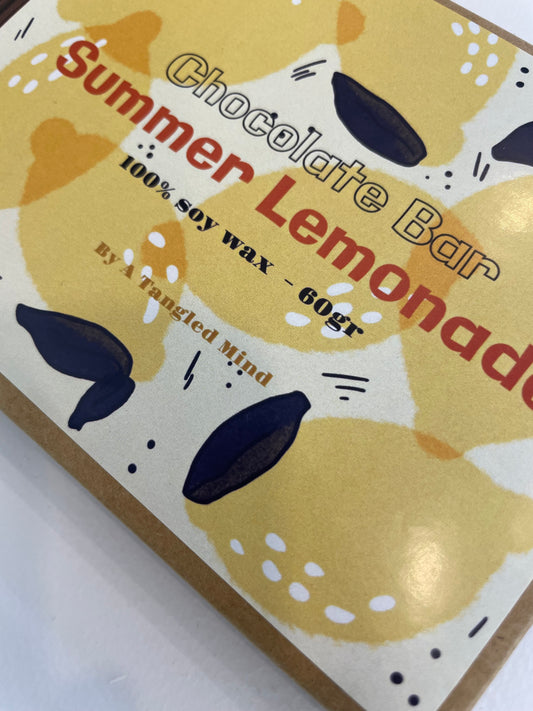 Chocolate Bar
Summer Lemonade
100% soy wax - 60gr
By A Tangled Mind